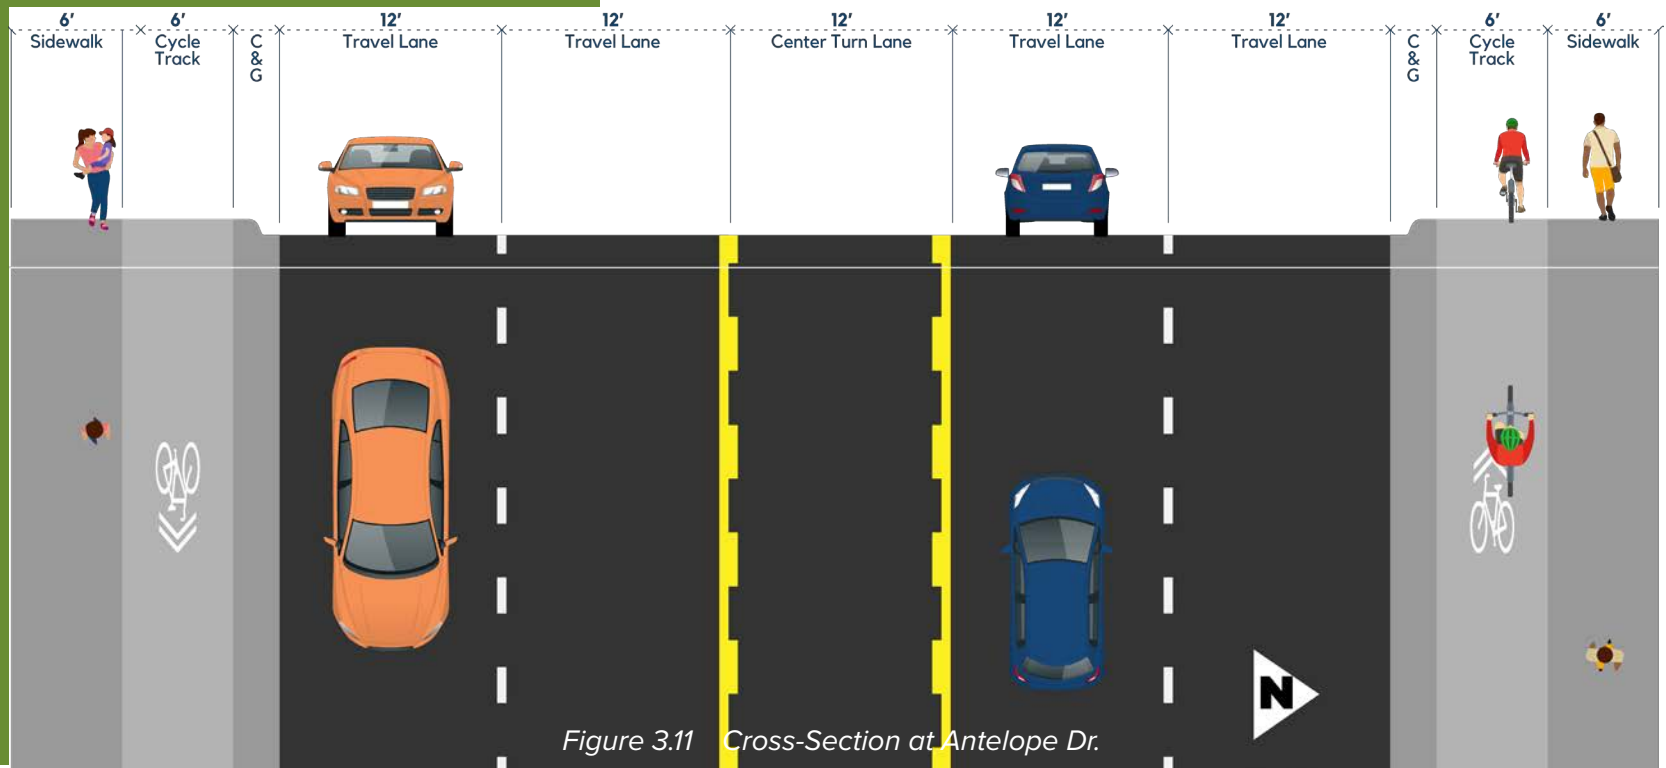 6′ 6′ 12′ 12′ 12′ 12′ 12′ 6′ 6′
Sidewalk
Cycle
Track
C
&
G
Travel Lane
Travel Lane
Center Turn Lane
Travel Lane
Travel Lane
C
&
G
Cycle
Track
Sidewalk
N
Figure 3.11 Cross-Section at Antelope Dr.